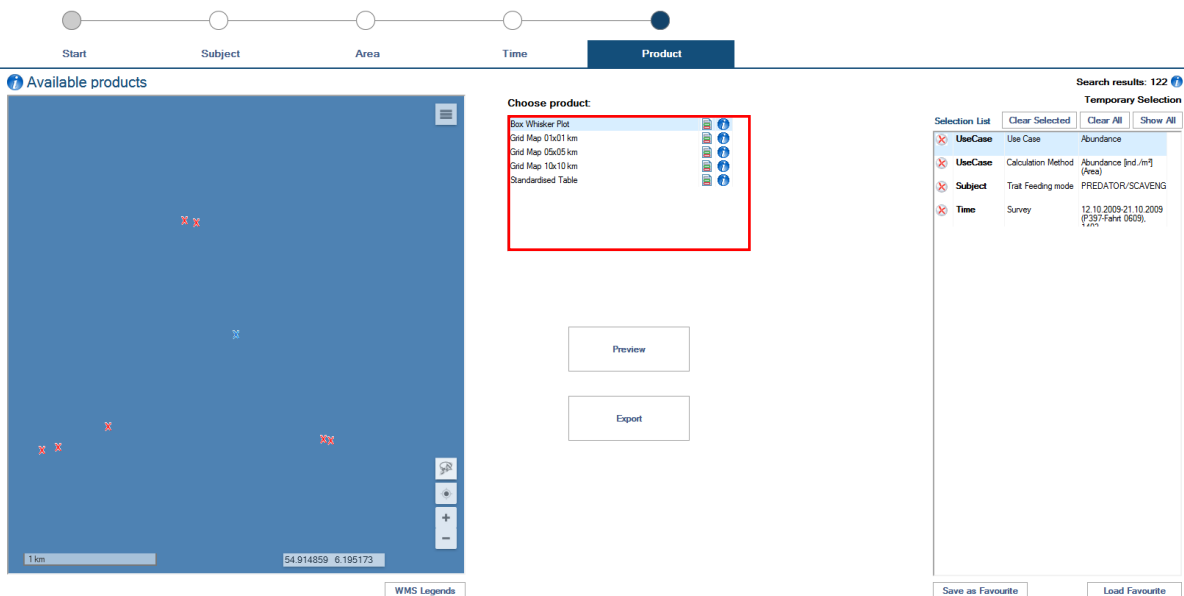 Start
Subject
Area
Time
Product
Available products
Search results: 122
Temporary Selection
Choose product:
Box Whisker Plot
Grid Map 01x01 km
Grid Map 05x05 km
Grid Map 10x10 km
Standardised Table
Selection List
Clear Selected
Clear All
Show All
UseCase
Use Case
Abundance
UseCase
Calculation Method
Abundance [ind./m²]
(Area)
Subject
Trait Feeding mode
PREDATOR/SCAVENG
Time
Survey
12.10.2009-21.10.2009
(P397-Fahrt 0609),
Preview
Export
1 km
54.914859 6.195173
WMS Legends
Save as Favourite
Load Favourite